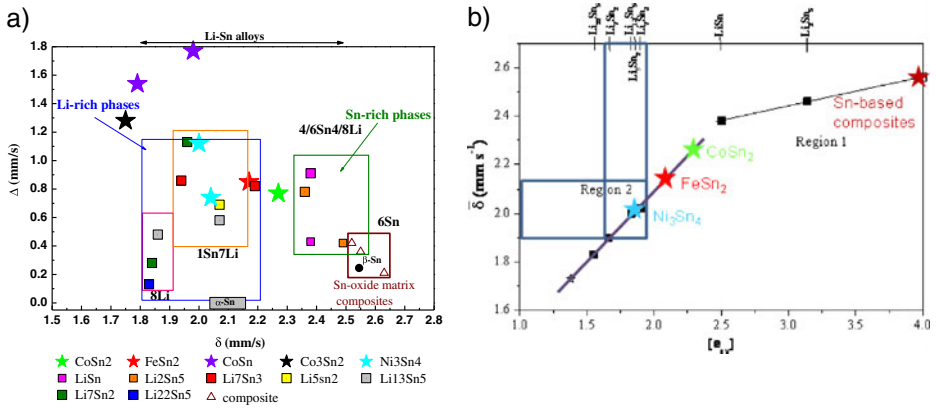 a)
Li-Sn alloys
1.8
1.6
1.4
1.2
1.0
0.8
0.6
0.4
0.2
0.0
Δ (mm/s)
Li-rich phases
Sn-rich phases
4/6Sn4/8Li
6Sn
β-Sn
1Sn7Li
8Li
α-Sn
Sn-oxide matrix
composites
1.6 1.7 1.8 1.9 2.0 2.1 2.2 2.3 2.4 2.5 2.6 2.7 2.8
δ (mm/s)
CoSn2 FeSn2 CoSn Co3Sn2 Ni3Sn4
LiSn Li2Sn5 Li7Sn3 Li5sn2 Li13Sn5
Li7Sn2 Li22Sn5 composite
b)
LiSn
2.6
2.4
2.2
2.0
1.8
1.6
δ̄ (mm s⁻¹)
Sn-based
composites
Region 1
CoSn₂
Region 2
FeSn₂
Ni₃Sn₄
1.0 1.5 2.0 2.5 3.0 3.5 4.0